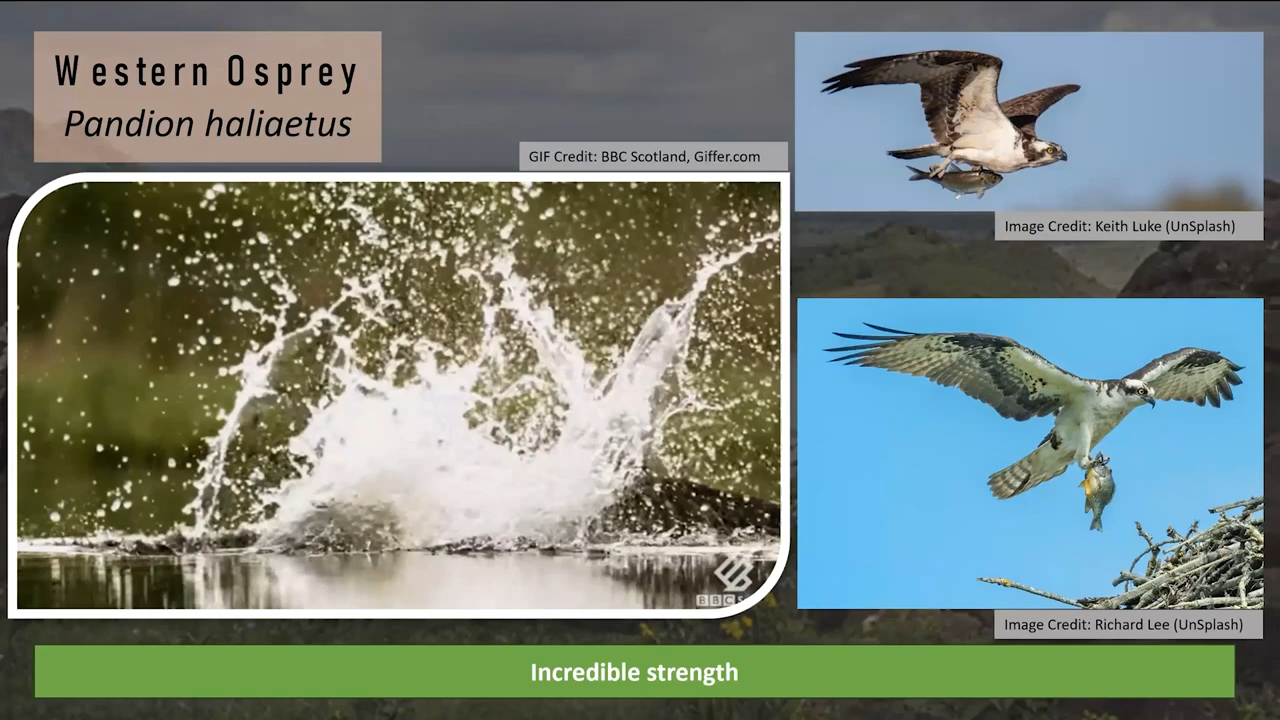 Western Osprey
Pandion haliaetus
GIF Credit: BBC Scotland, Giffer.com
Image Credit: Keith Luke (UnSplash)
BBC
Image Credit: Richard Lee (UnSplash)
Incredible strength